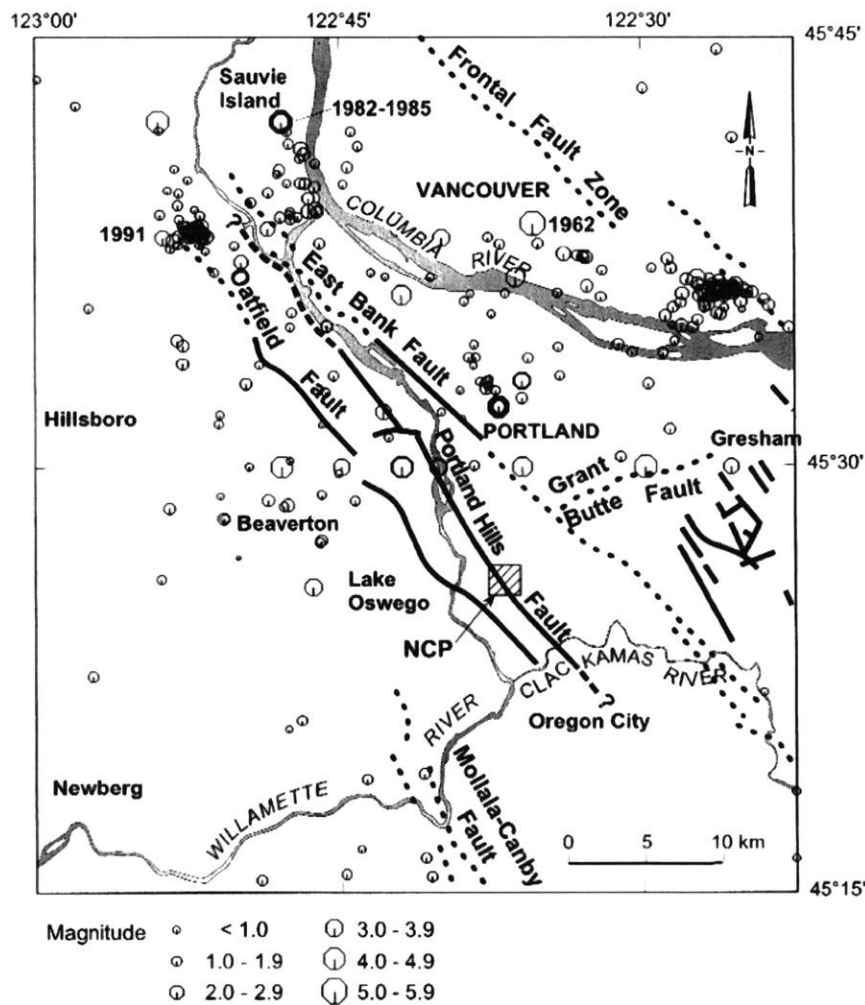 123°00'
122°45'
122°30'
45°45'
Sauvie
Island
1982-1985
Frontal Fault Zone
N
VANCOUVER
1991
?
COLUMBIA
RIVER
1962
Oatfield
Fault
East Bank Fault
Hillsboro
PORTLAND
Gresham
45°30'
Portland Hills
Fault
Grant
Butte Fault
Beaverton
Lake
Oswego
NCP
CLACKAMAS
RIVER
?
Oregon City
WILLAMETTE
RIVER
Mollala-Canby
Fault
Newberg
0 5 10 km
45°15'
Magnitude
< 1.0
3.0 - 3.9
1.0 - 1.9
4.0 - 4.9
2.0 - 2.9
5.0 - 5.9